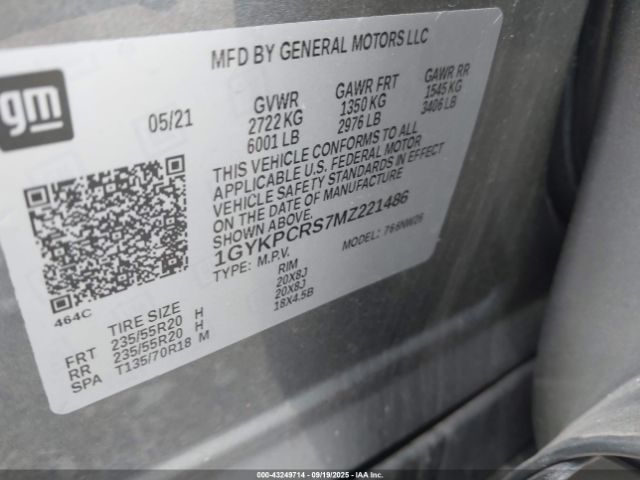 MFD BY GENERAL MOTORS LLC
gm
05/21
GVWR GAWR FRT GAWR RR
2722 KG 1350 KG 1545 KG
6001 LB 2976 LB 3406 LB
THIS VEHICLE CONFORMS TO ALL
APPLICABLE U.S. FEDERAL MOTOR
VEHICLE SAFETY STANDARDS IN EFFECT
ON THE DATE OF MANUFACTURE
SHOWN ABOVE.
1GYKPCRS7MZ221486
TYPE: M.P.V. MODEL: 768NW26
464C
TIRE SIZE RIM
FRT 235/55R20 H 20X8J
RR 235/55R20 H 20X8J
SPA T135/70R18 M 18X4.5B
000-43249714 - 09/19/2025 - IAAI.COM